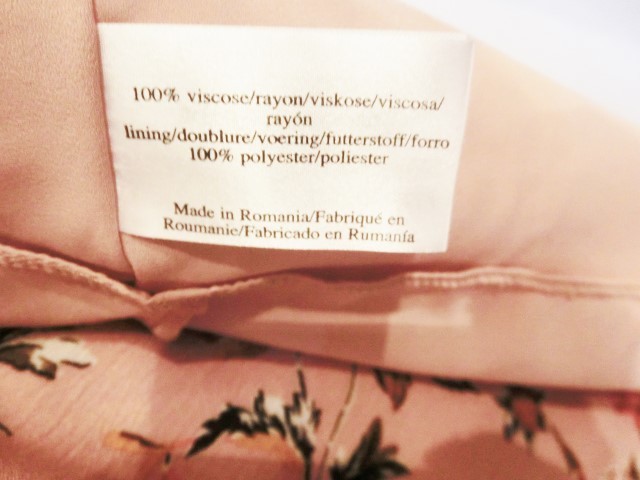 100% viscose/rayon/viskose/viscosa/
rayón
lining/doublure/voering/futterstoff/forro
100% polyester/poliester
Made in Romania/Fabriqué en
Roumanie/Fabricado en Rumanía